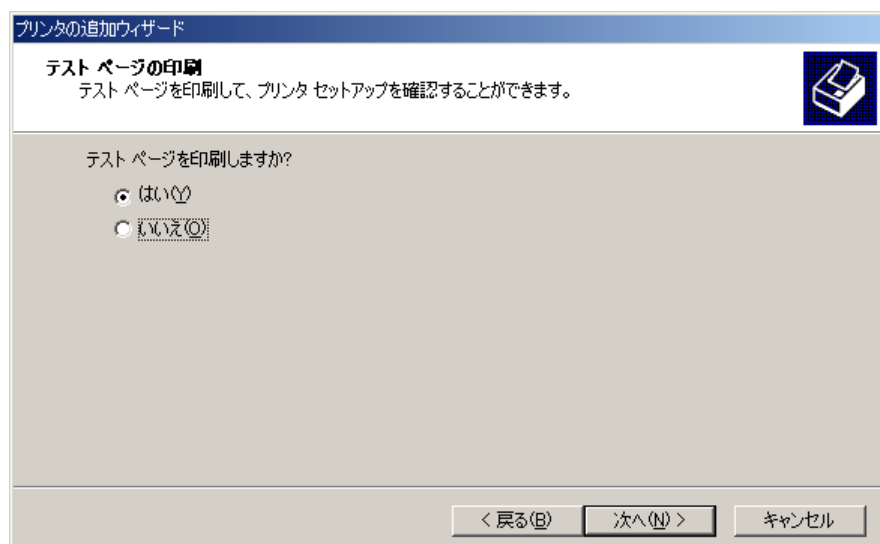 プリンタの追加ウィザード
テスト ページの印刷
テスト ページを印刷して、プリンタ セットアップを確認することができます。
テスト ページを印刷しますか?
はい(Y)
いいえ(O)
< 戻る(B)
次へ(N) >
キャンセル